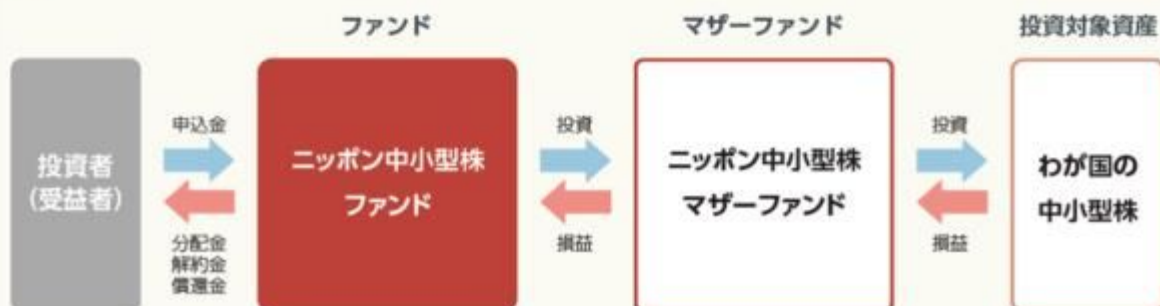 ファンド
マザーファンド
投資対象資産
投資者
(受益者)
申込金
分配金
解約金
償還金
ニッポン中小型株
ファンド
投資
損益
ニッポン中小型株
マザーファンド
投資
損益
わが国の
中小型株